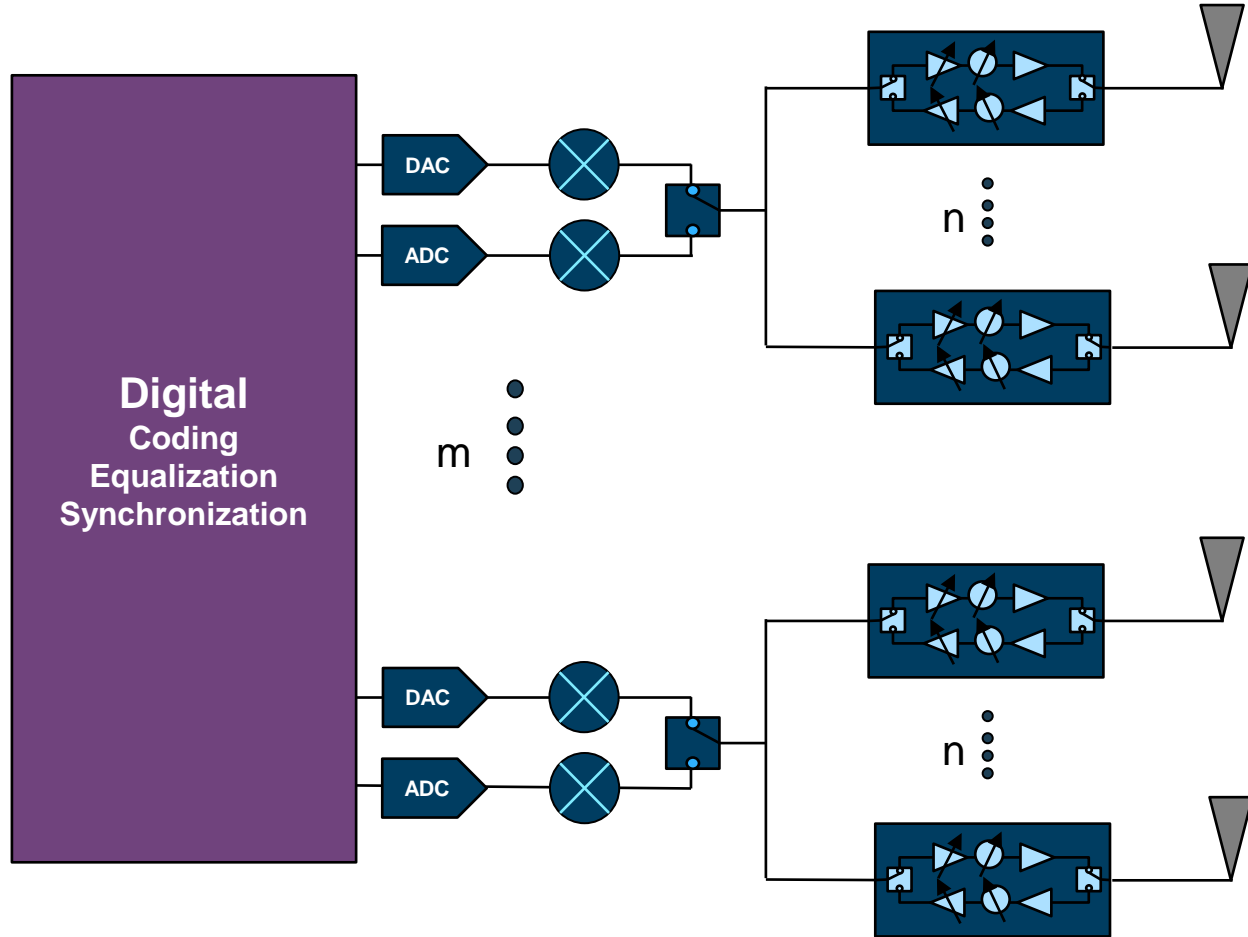 Digital
Coding
Equalization
Synchronization
DAC
ADC
n
m
DAC
ADC
n